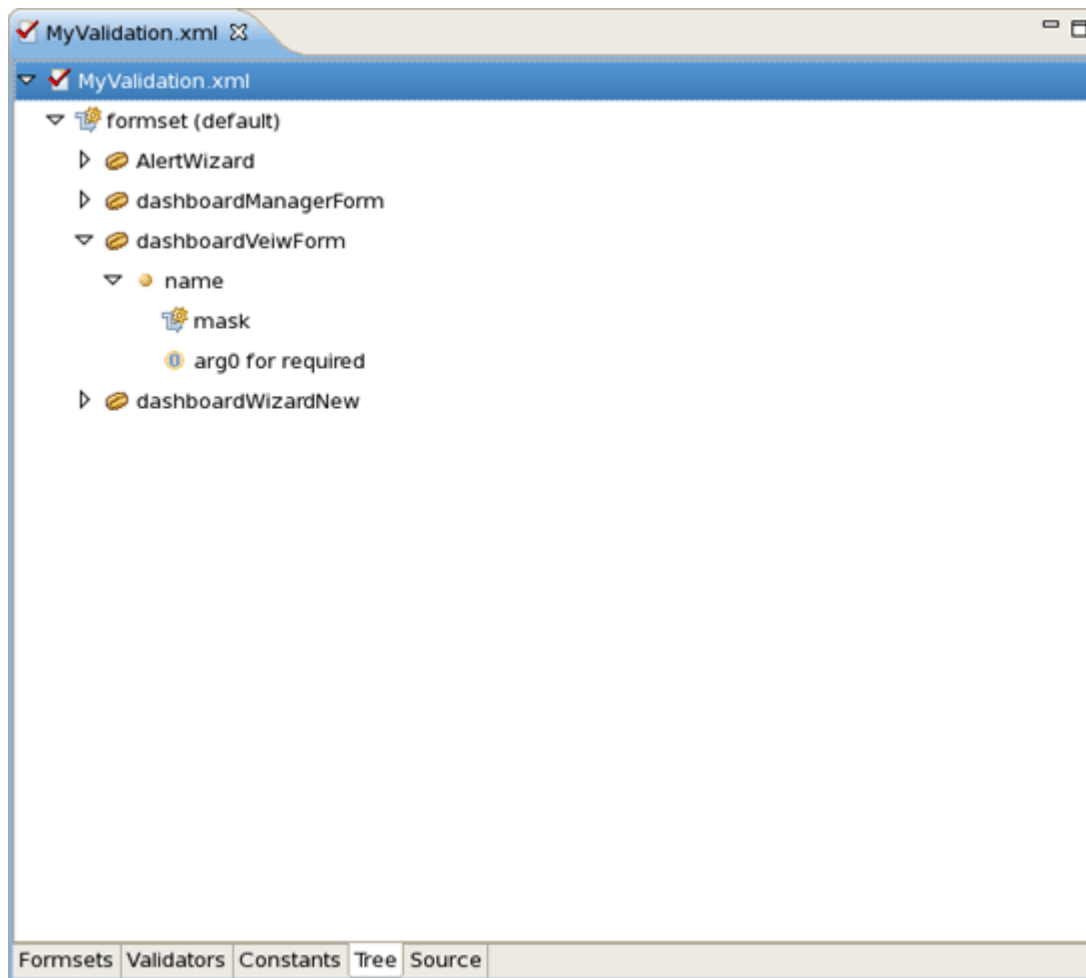 MyValidation.xml
MyValidation.xml
formset (default)
AlertWizard
dashboardManagerForm
dashboardVeiwForm
name
mask
arg0 for required
dashboardWizardNew
Formsets Validators Constants Tree Source